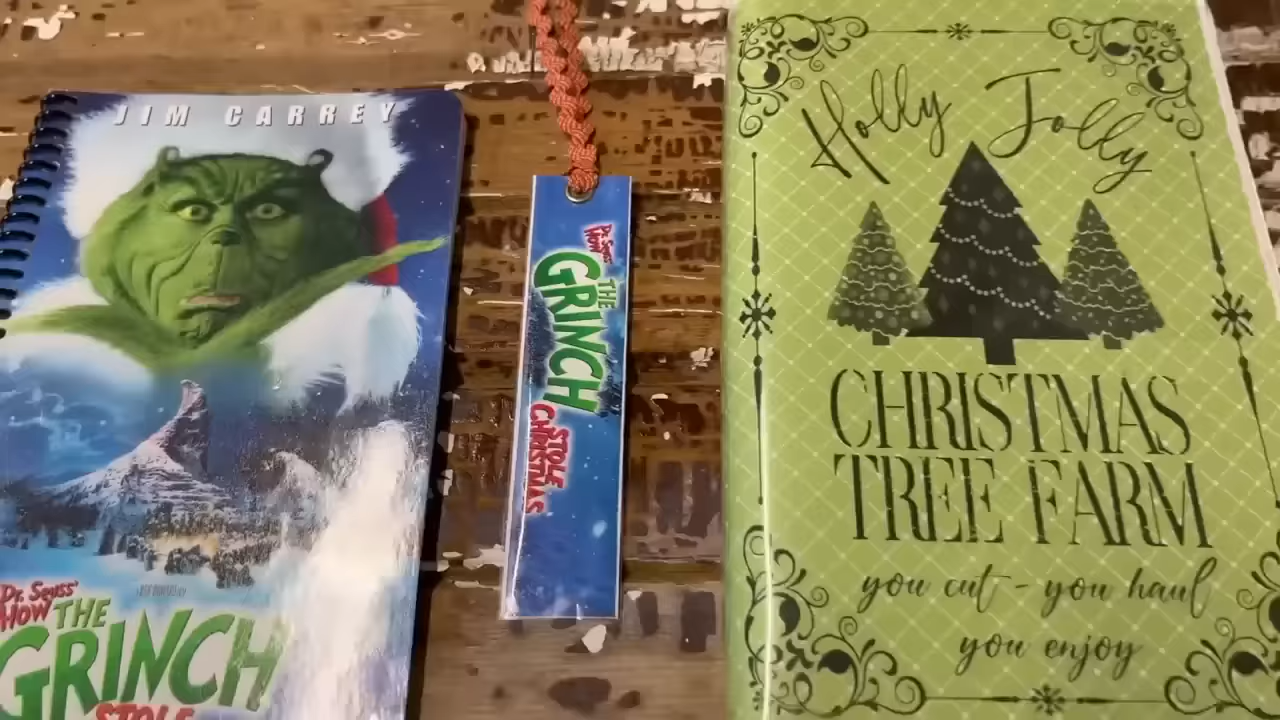 JIM CARREY
Dr. Seuss'
HOW THE
GRINCH
STOLE
Dr. Seuss'
HOW
THE
GRINCH
STOLE
CHRISTMAS
Holly Jolly
CHRISTMAS
TREE FARM
you cut - you haul
you enjoy